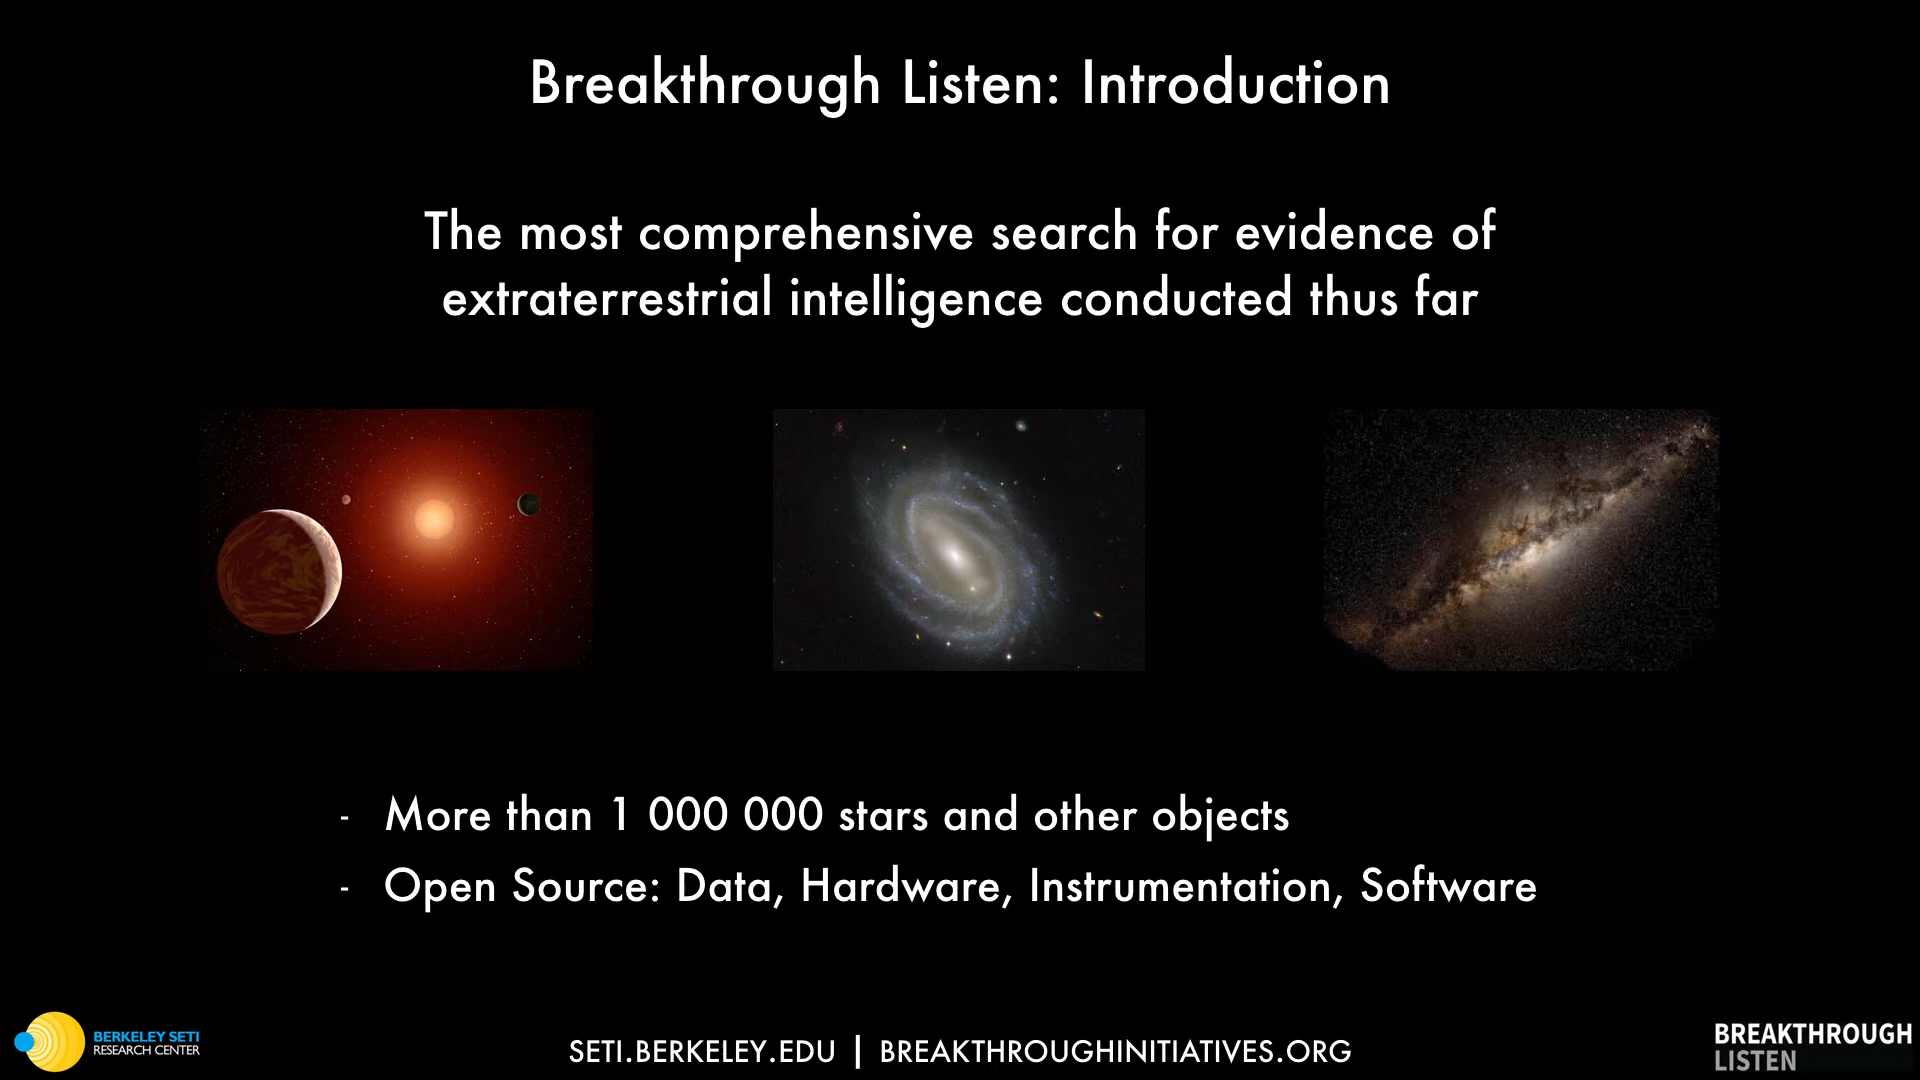 Breakthrough Listen: Introduction
The most comprehensive search for evidence of
extraterrestrial intelligence conducted thus far
- More than 1 000 000 stars and other objects
- Open Source: Data, Hardware, Instrumentation, Software
BERKELEY SETI
RESEARCH CENTER
SETI.BERKELEY.EDU | BREAKTHROUGHINITIATIVES.ORG
BREAKTHROUGH
LISTEN